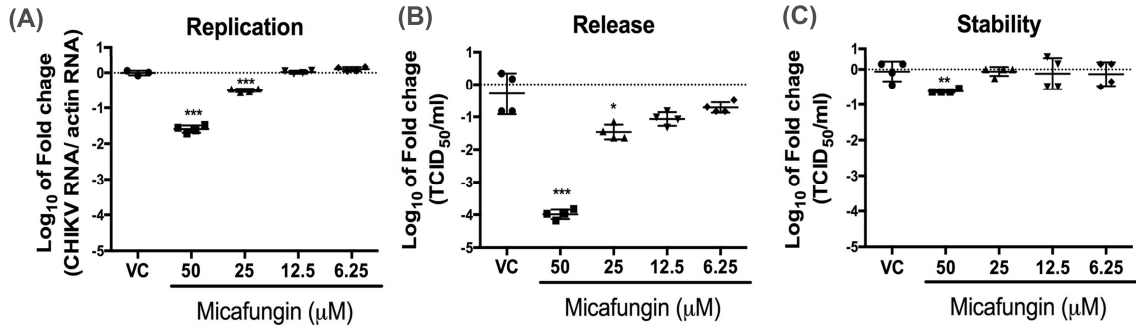 (A)
Replication
Log10 of Fold chage
(CHIKV RNA/ actin RNA)
1
0
-1
-2
-3
-4
-5
***
***
VC 50 25 12.5 6.25
Micafungin (μM)
(B)
Release
Log10 of Fold chage
(TCID50/ml)
1
0
-1
-2
-3
-4
-5
***
*
VC 50 25 12.5 6.25
Micafungin (μM)
(C)
Stability
Log10 of Fold chage
(TCID50/ml)
1
0
-1
-2
-3
-4
-5
**
VC 50 25 12.5 6.25
Micafungin (μM)